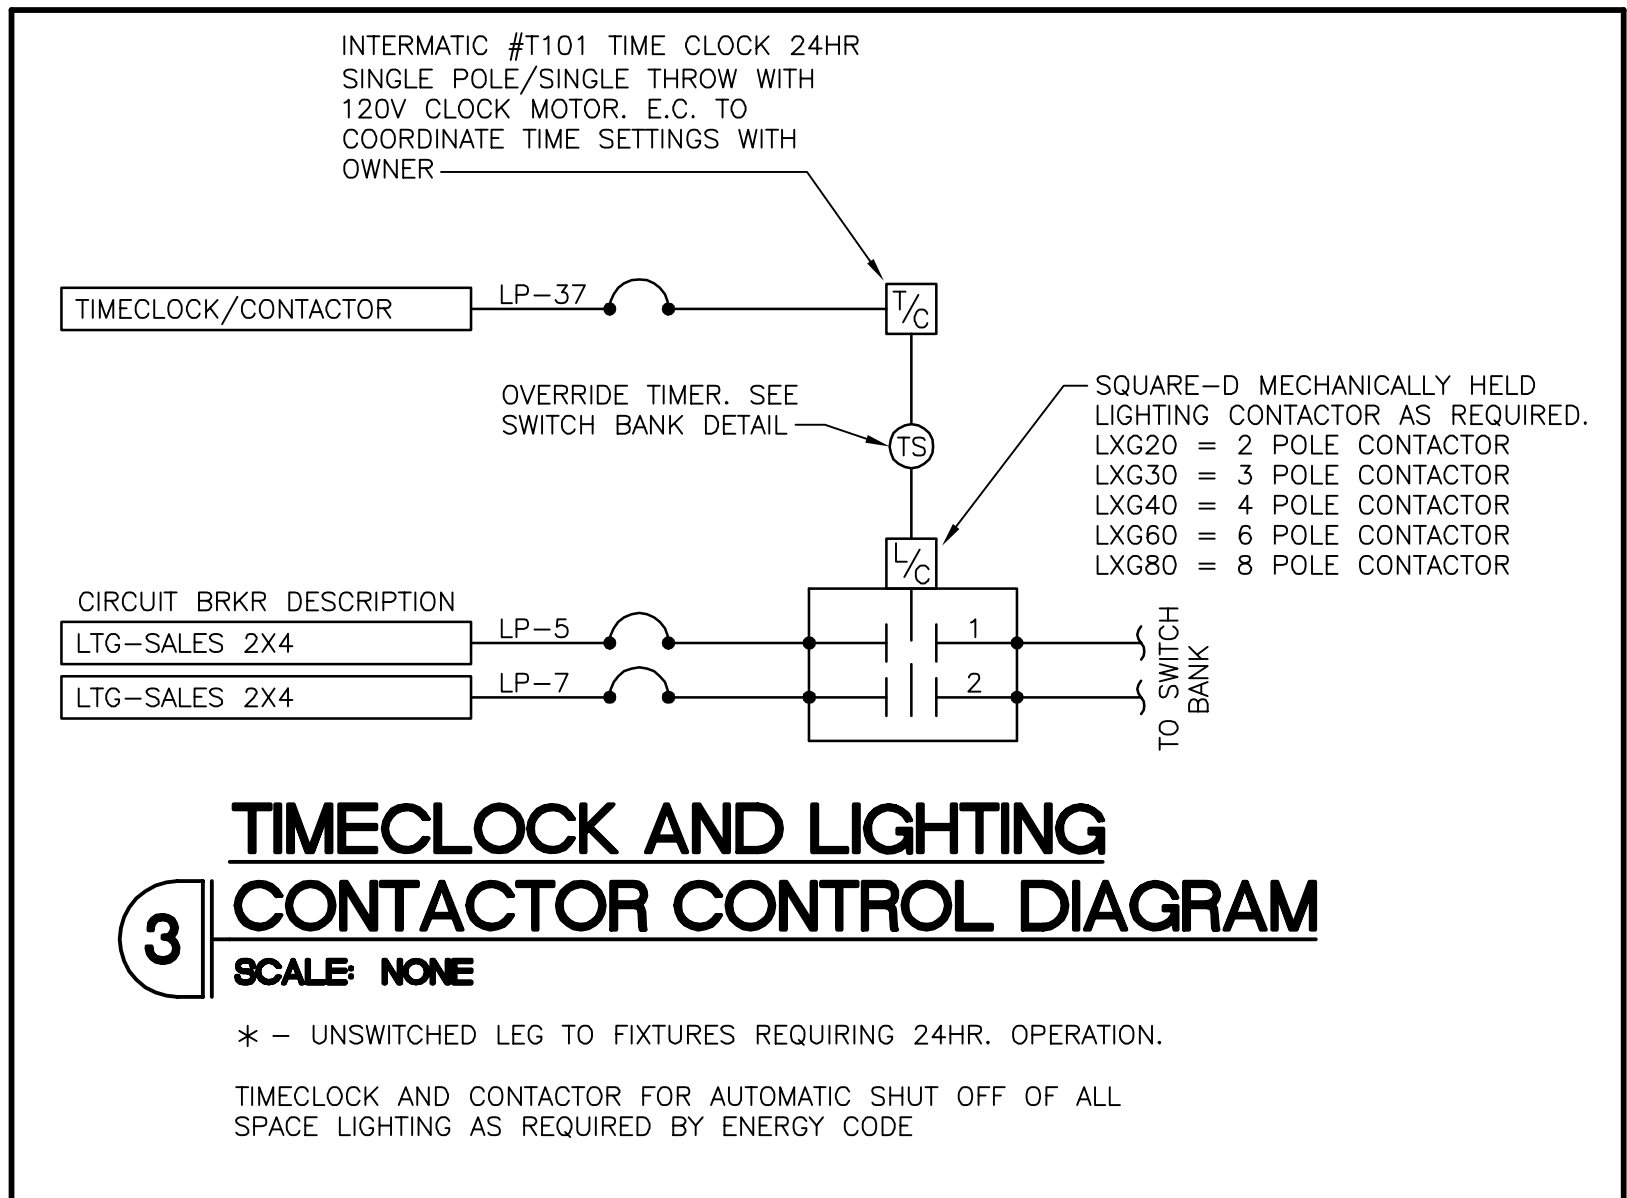 INTERMATIC #T101 TIME CLOCK 24HR
SINGLE POLE/SINGLE THROW WITH
120V CLOCK MOTOR. E.C. TO
COORDINATE TIME SETTINGS WITH
OWNER
TIMECLOCK/CONTACTOR
LP-37
T/C
OVERRIDE TIMER. SEE
SWITCH BANK DETAIL
TS
SQUARE-D MECHANICALLY HELD
LIGHTING CONTACTOR AS REQUIRED.
LXG20 = 2 POLE CONTACTOR
LXG30 = 3 POLE CONTACTOR
LXG40 = 4 POLE CONTACTOR
LXG60 = 6 POLE CONTACTOR
LXG80 = 8 POLE CONTACTOR
L/C
CIRCUIT BRKR DESCRIPTION
LTG-SALES 2X4
LP-5
1
LTG-SALES 2X4
LP-7
2
TO SWITCH
BANK
TIMECLOCK AND LIGHTING
CONTACTOR CONTROL DIAGRAM
3
SCALE: NONE
* - UNSWITCHED LEG TO FIXTURES REQUIRING 24HR. OPERATION.
TIMECLOCK AND CONTACTOR FOR AUTOMATIC SHUT OFF OF ALL
SPACE LIGHTING AS REQUIRED BY ENERGY CODE